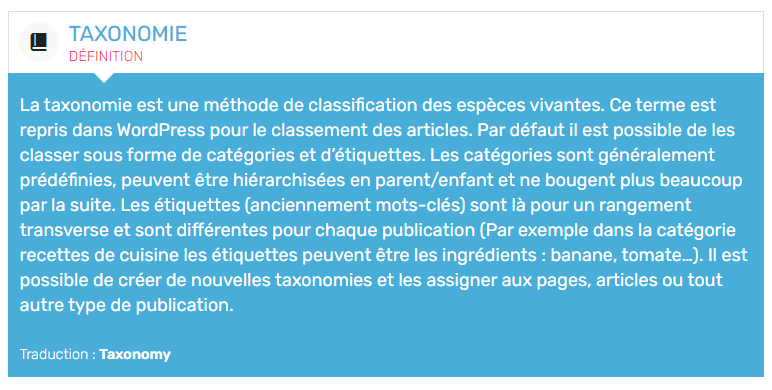 TAXONOMIE
DÉFINITION
La taxonomie est une méthode de classification des espèces vivantes. Ce terme est
repris dans WordPress pour le classement des articles. Par défaut il est possible de les
classer sous forme de catégories et d’étiquettes. Les catégories sont généralement
prédéfinies, peuvent être hiérarchisées en parent/enfant et ne bougent plus beaucoup
par la suite. Les étiquettes (anciennement mots-clés) sont là pour un rangement
transverse et sont différentes pour chaque publication (Par exemple dans la catégorie
recettes de cuisine les étiquettes peuvent être les ingrédients : banane, tomate…). Il est
possible de créer de nouvelles taxonomies et les assigner aux pages, articles ou tout
autre type de publication.
Traduction : Taxonomy